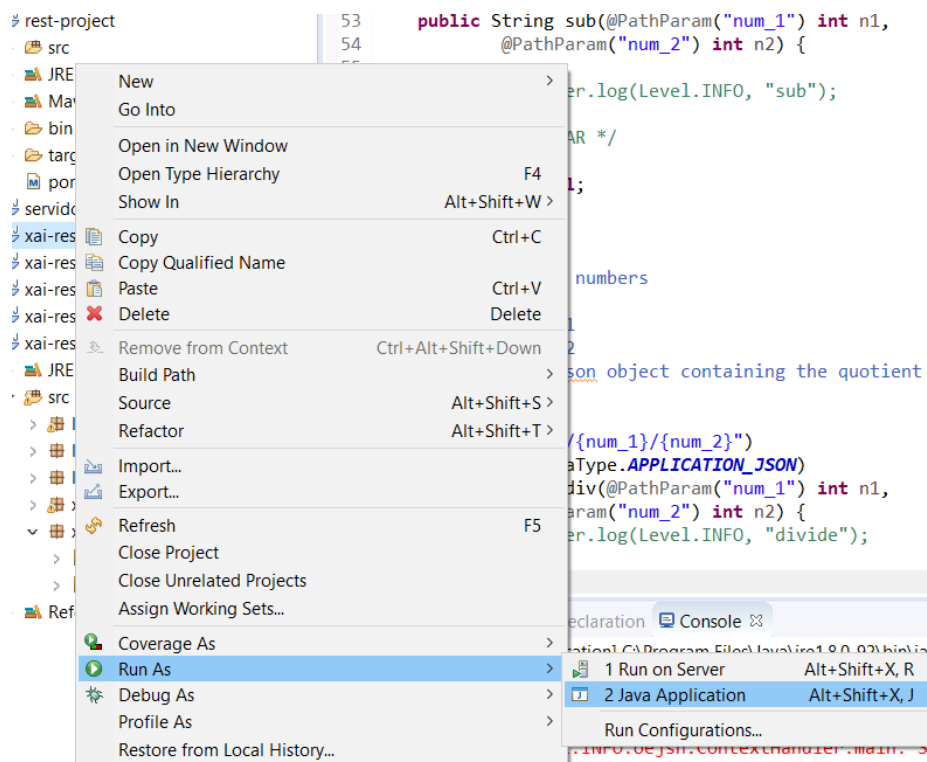 rest-project
src
JRE
bin
servido
xai-res
xai-res
xai-res
xai-res
xai-res
JRE
src
Ref
53 public String sub(@PathParam("num_1") int n1,
54 @PathParam("num_2") int n2) {
er.log(Level.INFO, "sub");
AR */
numbers
son object containing the quotient
/{num_1}/{num_2}")
aType.APPLICATION_JSON)
div(@PathParam("num_1") int n1,
aram("num_2") int n2) {
er.log(Level.INFO, "divide");
New
Go Into
Open in New Window
Open Type Hierarchy F4
Show In Alt+Shift+W >
Copy Ctrl+C
Copy Qualified Name
Paste Ctrl+V
Delete Delete
Remove from Context Ctrl+Alt+Shift+Down
Build Path
Source Alt+Shift+S >
Refactor Alt+Shift+T >
Import...
Export...
Refresh F5
Close Project
Close Unrelated Projects
Assign Working Sets...
Coverage As
Run As
Debug As
Profile As
Restore from Local History...
eclaration Console
1 Run on Server Alt+Shift+X, R
2 Java Application Alt+Shift+X, J
Run Configurations...